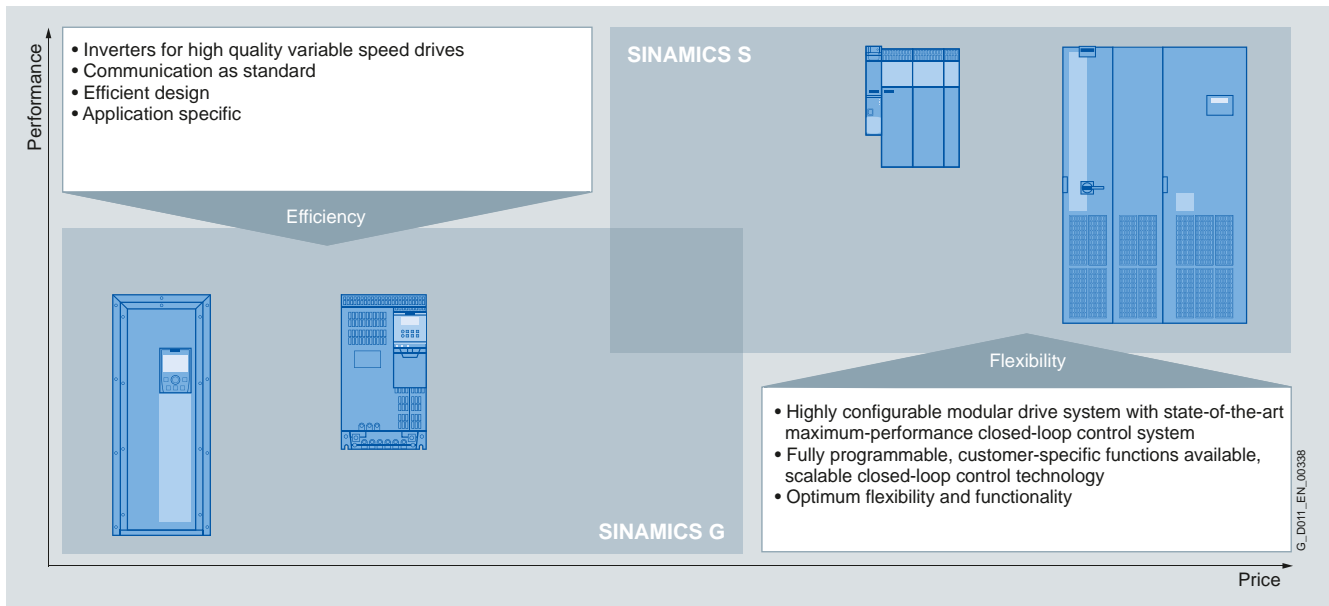 Performance
• Inverters for high quality variable speed drives
• Communication as standard
• Efficient design
• Application specific
Efficiency
SINAMICS S
SINAMICS G
Flexibility
• Highly configurable modular drive system with state-of-the-art
maximum-performance closed-loop control system
• Fully programmable, customer-specific functions available,
scalable closed-loop control technology
• Optimum flexibility and functionality
G_D011_EN_00338
Price